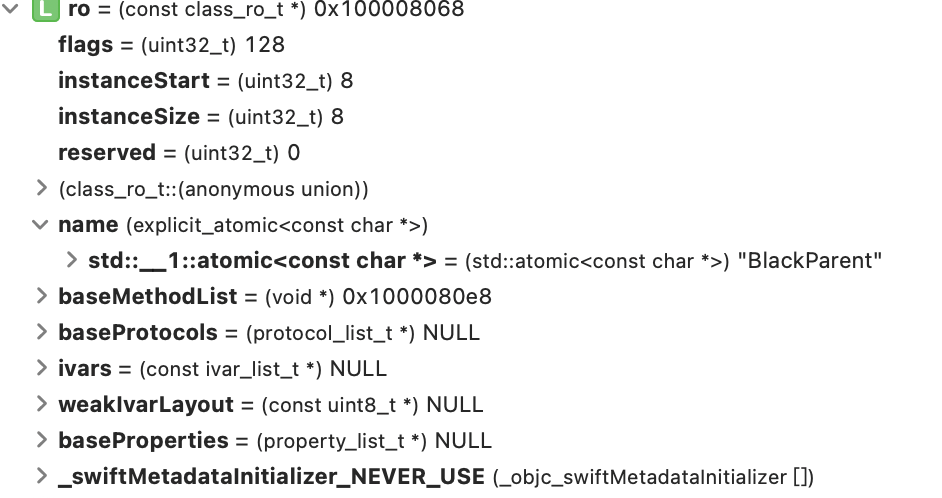 L ro = (const class_ro_t *) 0x100008068
flags = (uint32_t) 128
instanceStart = (uint32_t) 8
instanceSize = (uint32_t) 8
reserved = (uint32_t) 0
(class_ro_t::(anonymous union))
name (explicit_atomic<const char *>)
std::__1::atomic<const char *> = (std::atomic<const char *>) "BlackParent"
baseMethodList = (void *) 0x1000080e8
baseProtocols = (protocol_list_t *) NULL
ivars = (const ivar_list_t *) NULL
weakIvarLayout = (const uint8_t *) NULL
baseProperties = (property_list_t *) NULL
_swiftMetadataInitializer_NEVER_USE (_objc_swiftMetadataInitializer [])